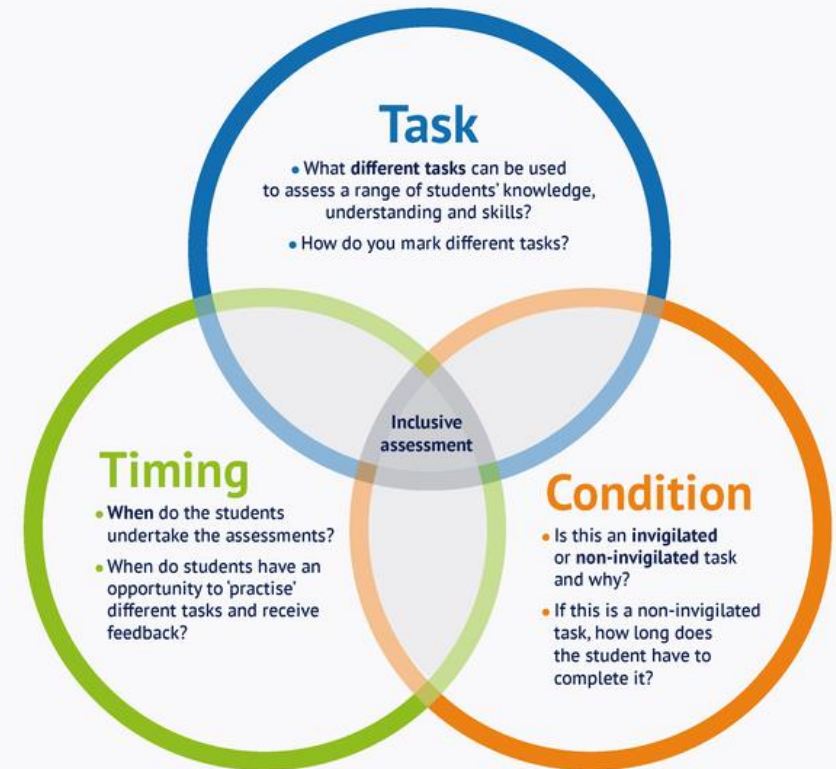 Task
• What different tasks can be used
to assess a range of students' knowledge,
understanding and skills?
• How do you mark different tasks?
Inclusive
assessment
Timing
• When do the students
undertake the assessments?
• When do students have an
opportunity to 'practise'
different tasks and receive
feedback?
Condition
• Is this an invigilated
or non-invigilated task
and why?
• If this is a non-invigilated
task, how long does
the student have to
complete it?